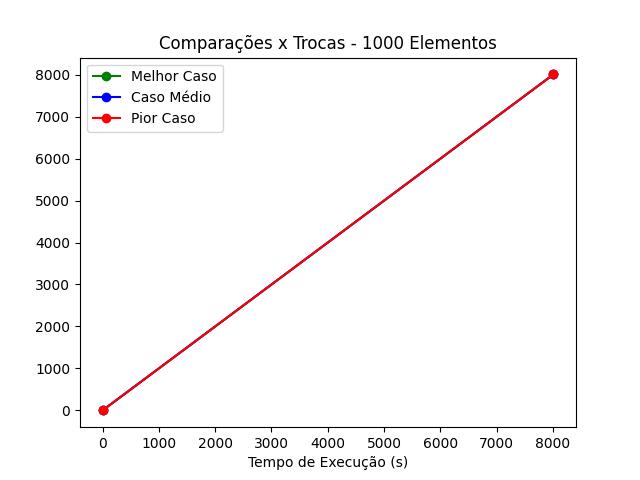 Comparações x Trocas - 1000 Elementos
Melhor Caso
Caso Médio
Pior Caso
8000
7000
6000
5000
4000
3000
2000
1000
0
0 1000 2000 3000 4000 5000 6000 7000 8000
Tempo de Execução (s)